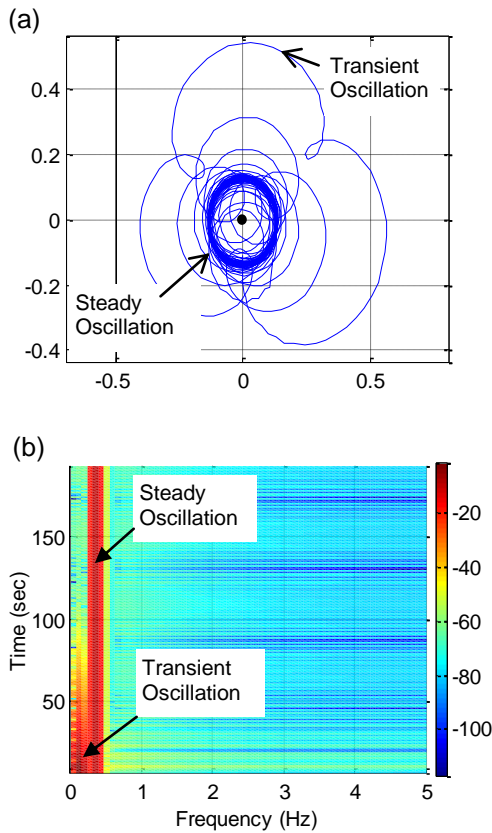 (a)
Transient
Oscillation
0.4
0.2
0
-0.2
-0.4
Steady
Oscillation
-0.5
0
0.5
(b)
Steady
Oscillation
Transient
Oscillation
Time (sec)
150
100
50
0
1
2
3
4
5
Frequency (Hz)
-20
-40
-60
-80
-100